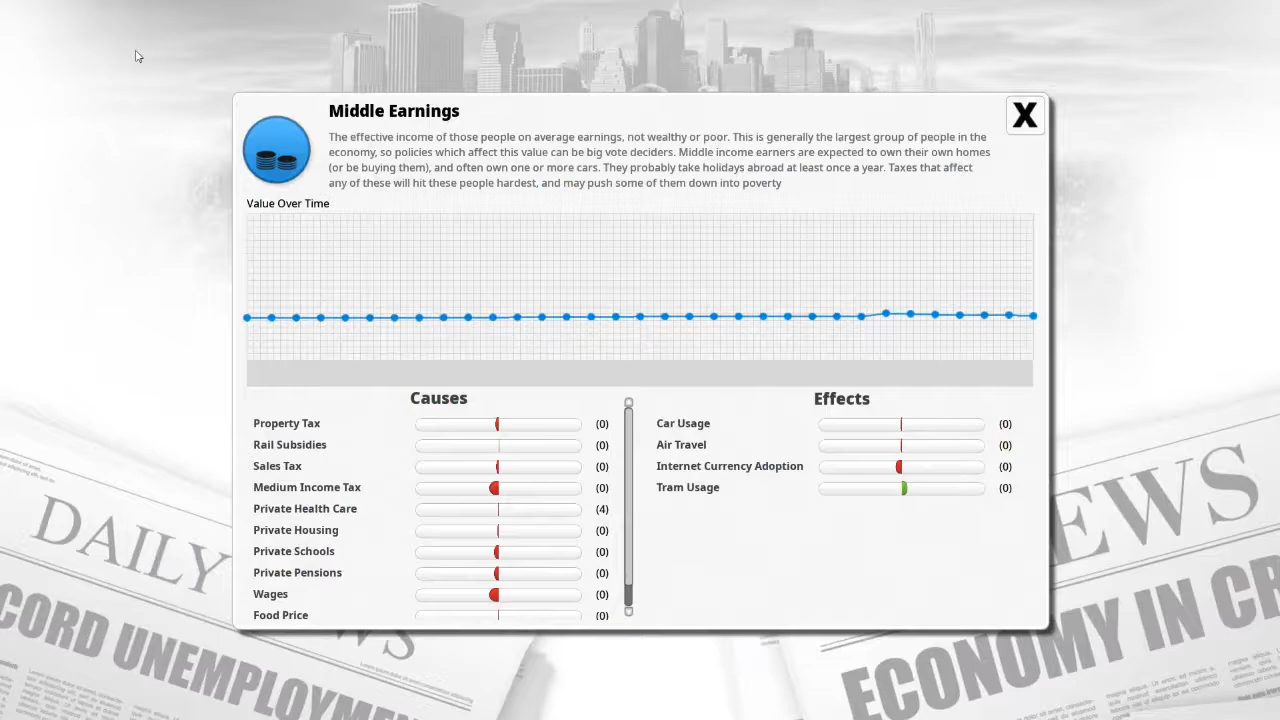 Middle Earnings
X
The effective income of those people on average earnings, not wealthy or poor. This is generally the largest group of people in the
economy, so policies which affect this value can be big vote deciders. Middle income earners are expected to own their own homes
(or be buying them), and often own one or more cars. They probably take holidays abroad at least once a year. Taxes that affect
any of these will hit these people hardest, and may push some of them down into poverty
Value Over Time
Causes
Property Tax (0)
Rail Subsidies (0)
Sales Tax (0)
Medium Income Tax (0)
Private Health Care (4)
Private Housing (0)
Private Schools (0)
Private Pensions (0)
Wages (0)
Food Price (0)
Effects
Car Usage (0)
Air Travel (0)
Internet Currency Adoption (0)
Tram Usage (0)
DAILY
NEWS
CORD UNEMPLOYM
EWS
ECONOMY IN CR